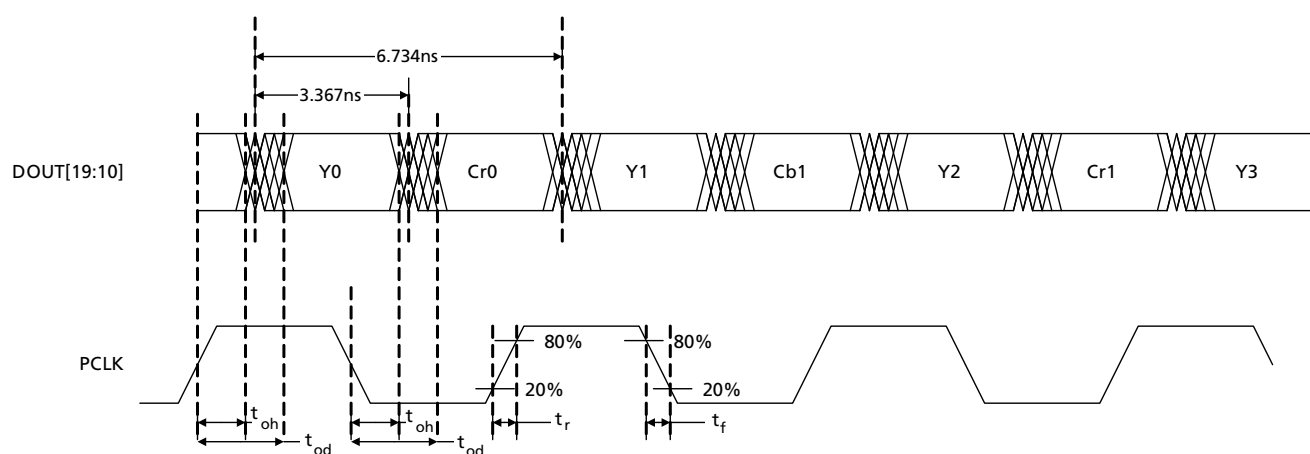 6.734ns
3.367ns
DOUT[19:10] Y0 Cr0 Y1 Cb1 Y2 Cr1 Y3
PCLK 80% 80%
20% 20%
toh toh tr tf
tod tod